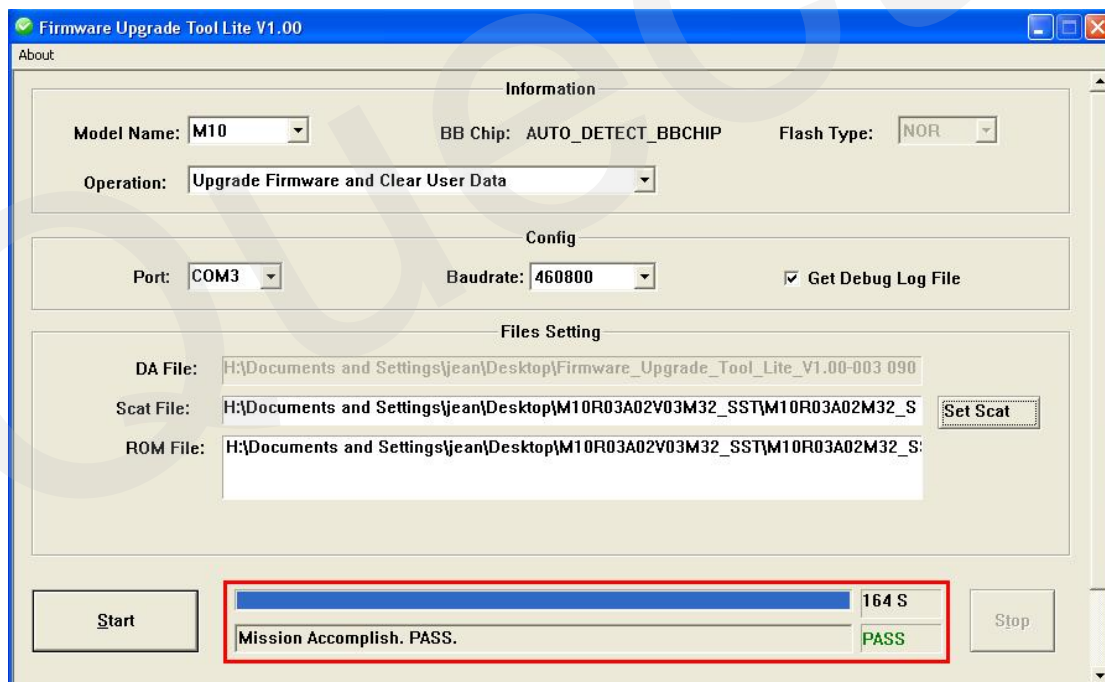 Firmware Upgrade Tool Lite V1.00
About
Information
Model Name: M10 BB Chip: AUTO_DETECT_BBCHIP Flash Type: NOR
Operation: Upgrade Firmware and Clear User Data
Config
Port: COM3 Baudrate: 460800 Get Debug Log File
Files Setting
DA File: H:\Documents and Settings\jean\Desktop\Firmware_Upgrade_Tool_Lite_V1.00-003 090
Scat File: H:\Documents and Settings\jean\Desktop\M10R03A02V03M32_SST\M10R03A02M32_S Set Scat
ROM File: H:\Documents and Settings\jean\Desktop\M10R03A02V03M32_SST\M10R03A02M32_S
164 S
Start Stop
Mission Accomplish. PASS. PASS